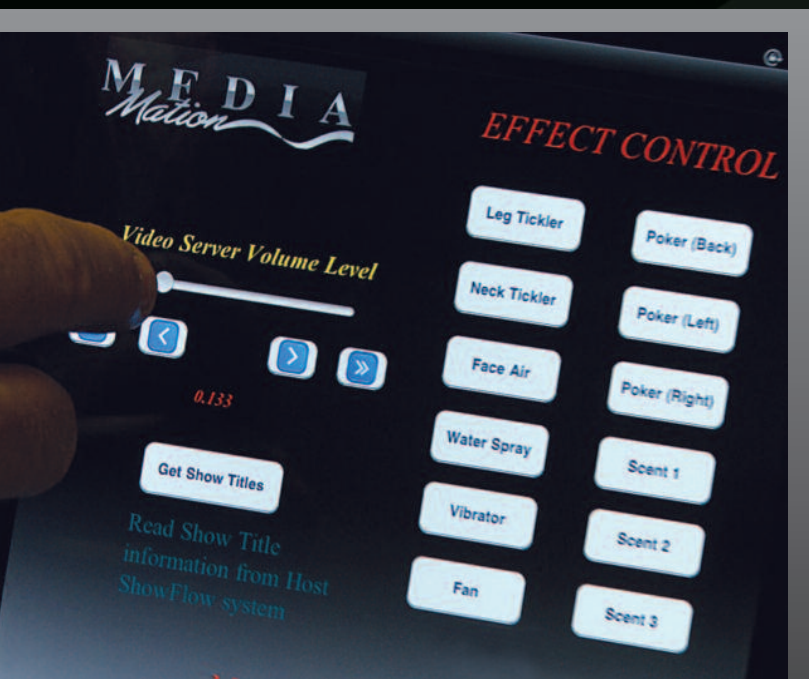 MEDIA
Mation
EFFECT CONTROL
Video Server Volume Level
0.133
Get Show Titles
Read Show Title
information from Host
ShowFlow system
Leg Tickler
Poker (Back)
Neck Tickler
Poker (Left)
Face Air
Poker (Right)
Water Spray
Scent 1
Vibrator
Scent 2
Fan
Scent 3